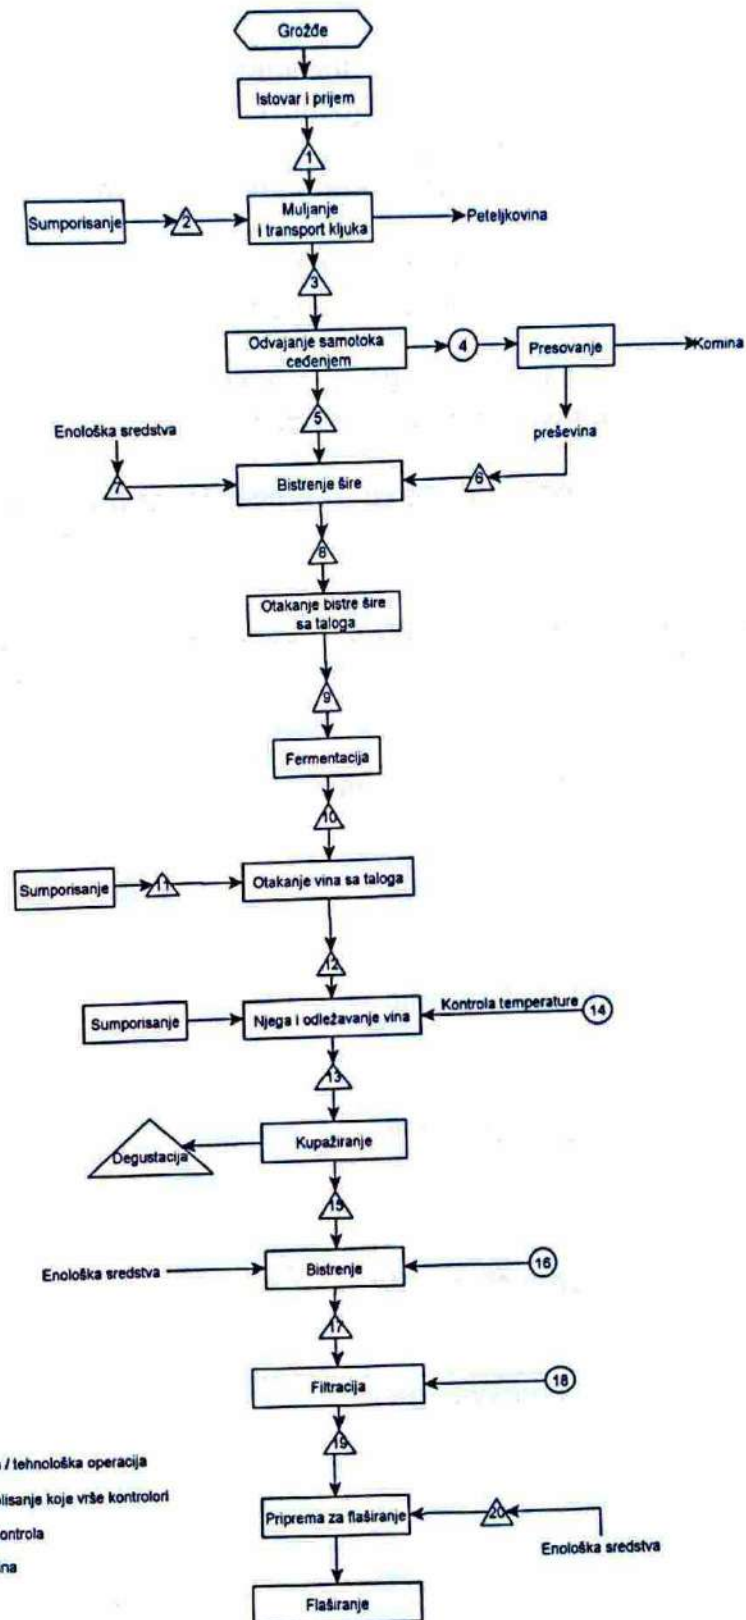 Grožđe
Istovar i prijem
1
Sumporisanje
2
Muljanje
i transport kljuka
Peteljkovina
3
Odvajanje samotoka
ceđenjem
4
Presovanje
Komina
5
Enološka sredstva
preševina
7
Bistrenje šire
6
8
Otakanje bistre šire
sa taloga
9
Fermentacija
10
Sumporisanje
11
Otakanje vina sa taloga
12
Sumporisanje
Njega i odležavanje vina
Kontrola temperature
14
13
Degustacija
Kupažiranje
15
Enološka sredstva
Bistrenje
16
17
Filtracija
18
19
/ tehnološka operacija
lisanje koje vrše kontrolori
Priprema za flaširanje
20
ontrola
Enološka sredstva
ina
Flaširanje